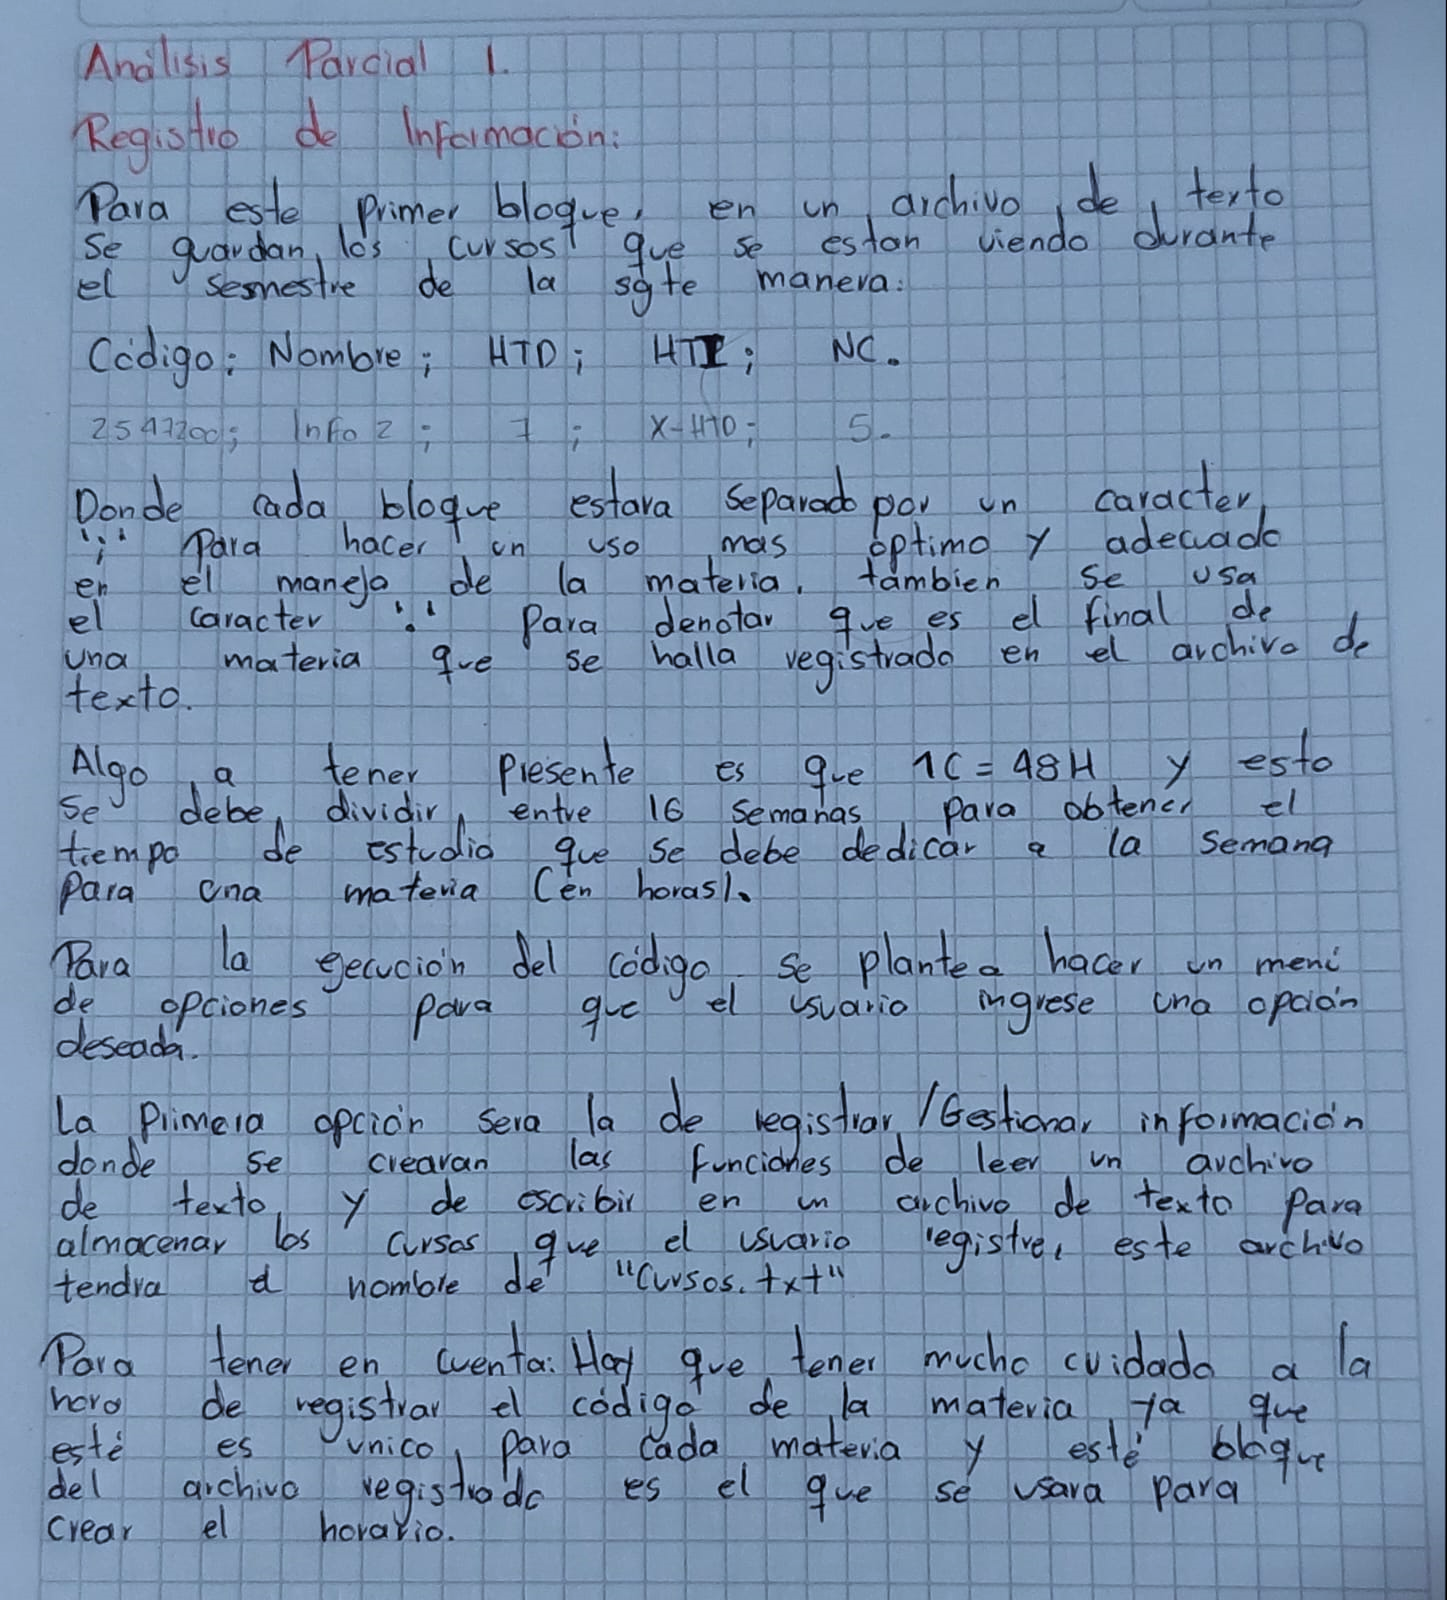 Análisis Parcial 1.
Registro de Información:
Para este primer bloque, en un archivo de texto
se guardan los cursos que se estan viendo durante
el sesmestre de la sgte manera:
Código; Nombre; HTD; HTI; NC.
2547200; Info 2; 7; X-HTD; 5.
Donde cada bloque estara separado por un caracter
';' Para hacer un uso mas óptimo y adecuado
en el manejo de la materia, tambien se usa
el caracter '.' Para denotar que es el final de
una materia que se halla registrado en el archivo de
texto.
Algo a tener presente es que 1C = 48H y esto
se debe dividir entre 16 semanas para obtener el
tiempo de estudio que se debe dedicar a la semana
para una materia (en horas).
Para la ejecución del código se plantea hacer un menú
de opciones para que el usuario ingrese una opción
deseada.
La Primera opción sera la de registrar/Gestionar información
donde se crearan las funciones de leer un archivo
de texto y de escribir en un archivo de texto para
almacenar los cursos que el usuario registre, este archivo
tendra el nombre de "Cursos.txt"
Para tener en cuenta: Hay que tener mucho cuidado a la
hora de registrar el código de la materia ya que
esté es unico para cada materia y esté bloque
del archivo registrado es el que se usara para
crear el horario.